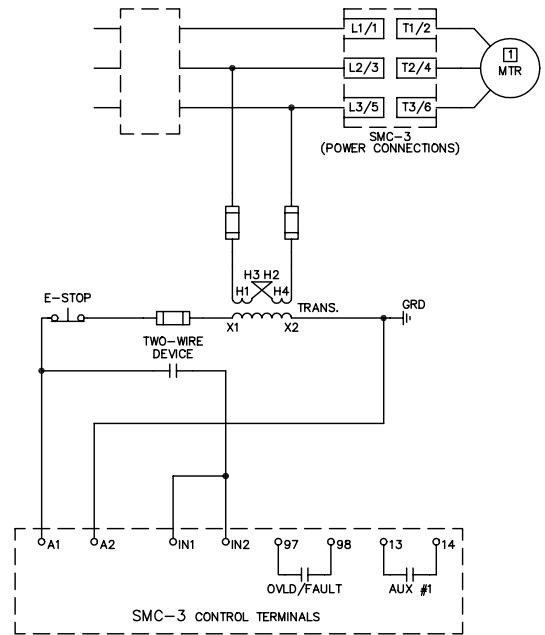 L1/1 T1/2
1
L2/3 T2/4 MTR
L3/5 T3/6
SMC-3
(POWER CONNECTIONS)
H3 H2
H1 H4
E-STOP
TRANS.
GRD
X1 X2
TWO-WIRE
DEVICE
A1 A2 IN1 IN2 97 98 13 14
OVLD/FAULT AUX #1
SMC-3 CONTROL TERMINALS